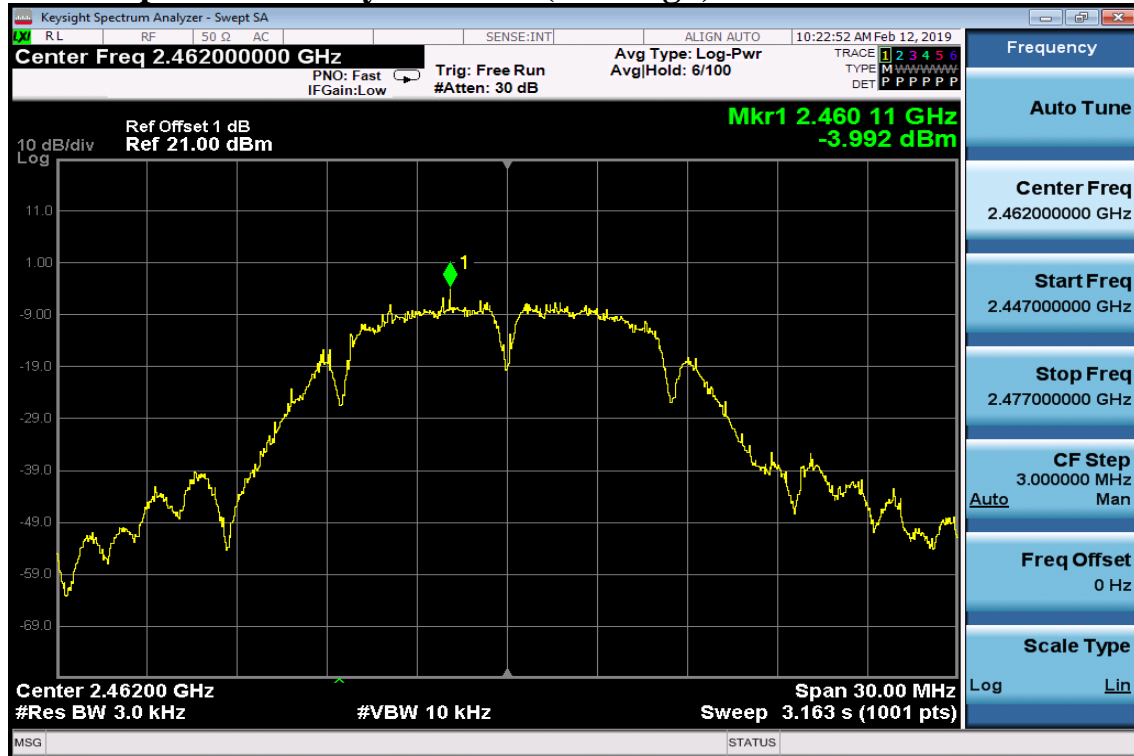 Keysight Spectrum Analyzer - Swept SA
LXI RL RF 50 Ω AC SENSE:INT ALIGN AUTO 10:22:52 AM Feb 12, 2019
Center Freq 2.462000000 GHz
PNO: Fast
IFGain:Low
Trig: Free Run
#Atten: 30 dB
Avg Type: Log-Pwr
Avg|Hold: 6/100
TRACE 1 2 3 4 5 6
TYPE M W W W W W
DET P P P P P P
Mkr1 2.460 11 GHz
-3.992 dBm
Ref Offset 1 dB
10 dB/div Ref 21.00 dBm
Log
1
11.0
1.00
-9.00
-19.0
-29.0
-39.0
-49.0
-59.0
-69.0
Center 2.46200 GHz Span 30.00 MHz
#Res BW 3.0 kHz #VBW 10 kHz Sweep 3.163 s (1001 pts)
MSG STATUS
Frequency
Auto Tune
Center Freq
2.462000000 GHz
Start Freq
2.447000000 GHz
Stop Freq
2.477000000 GHz
CF Step
3.000000 MHz
Auto Man
Freq Offset
0 Hz
Scale Type
Log Lin